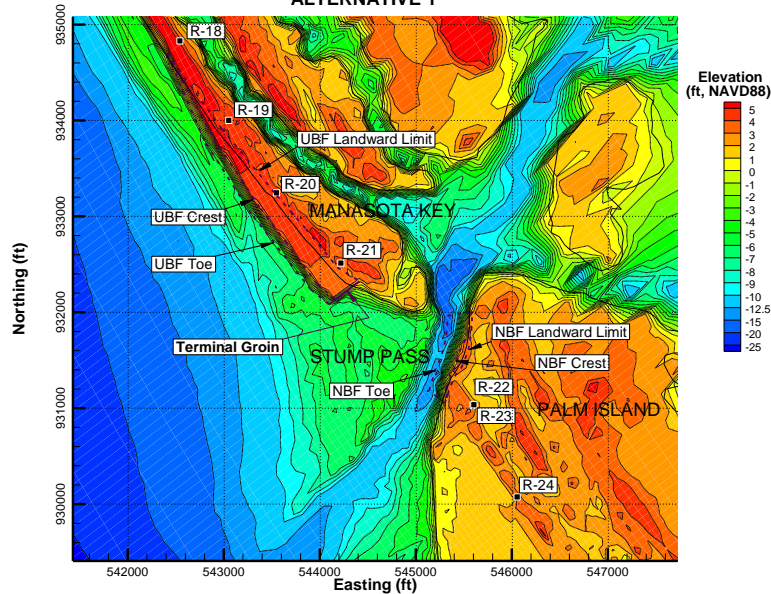 ALTERNATIVE 1
Elevation
(ft, NAVD88)
5
4
3
2
1
0
-1
-2
-3
-4
-5
-6
-7
-8
-9
-10
-12.5
-15
-20
-25
Northing (ft)
935000
934000
933000
932000
931000
930000
R-18
R-19
UBF Landward Limit
R-20
MANASOTA KEY
UBF Crest
R-21
UBF Toe
Terminal Groin
NBF Landward Limit
STUMP PASS
NBF Crest
NBF Toe
R-22
PALM ISLAND
R-23
R-24
542000
543000
544000
545000
546000
547000
Easting (ft)